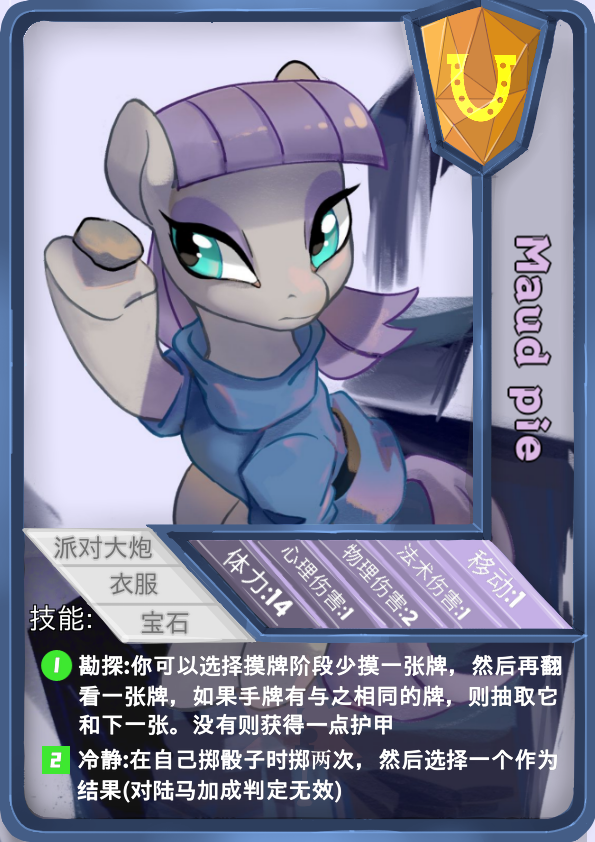 Maud pie
派对大炮
衣服
宝石
体力:14
心理伤害:1
物理伤害:2
法术伤害:1
移动:1
技能:
1 勘探:你可以选择摸牌阶段少摸一张牌，然后再翻
看一张牌，如果手牌有与之相同的牌，则抽取它
和下一张。没有则获得一点护甲
2 冷静:在自己掷骰子时掷两次，然后选择一个作为
结果(对陆马加成判定无效)